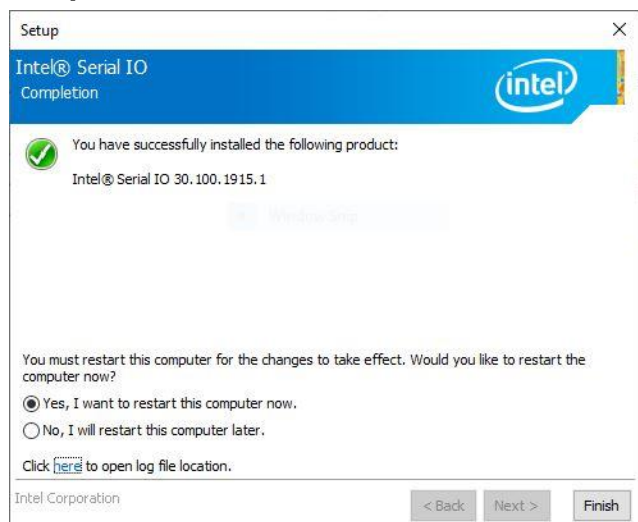 Setup
Intel® Serial IO
Completion
intel
You have successfully installed the following product:
Intel® Serial IO 30.100.1915.1
Window Snip
You must restart this computer for the changes to take effect. Would you like to restart the
computer now?
Yes, I want to restart this computer now.
No, I will restart this computer later.
Click here to open log file location.
Intel Corporation
< Back
Next >
Finish